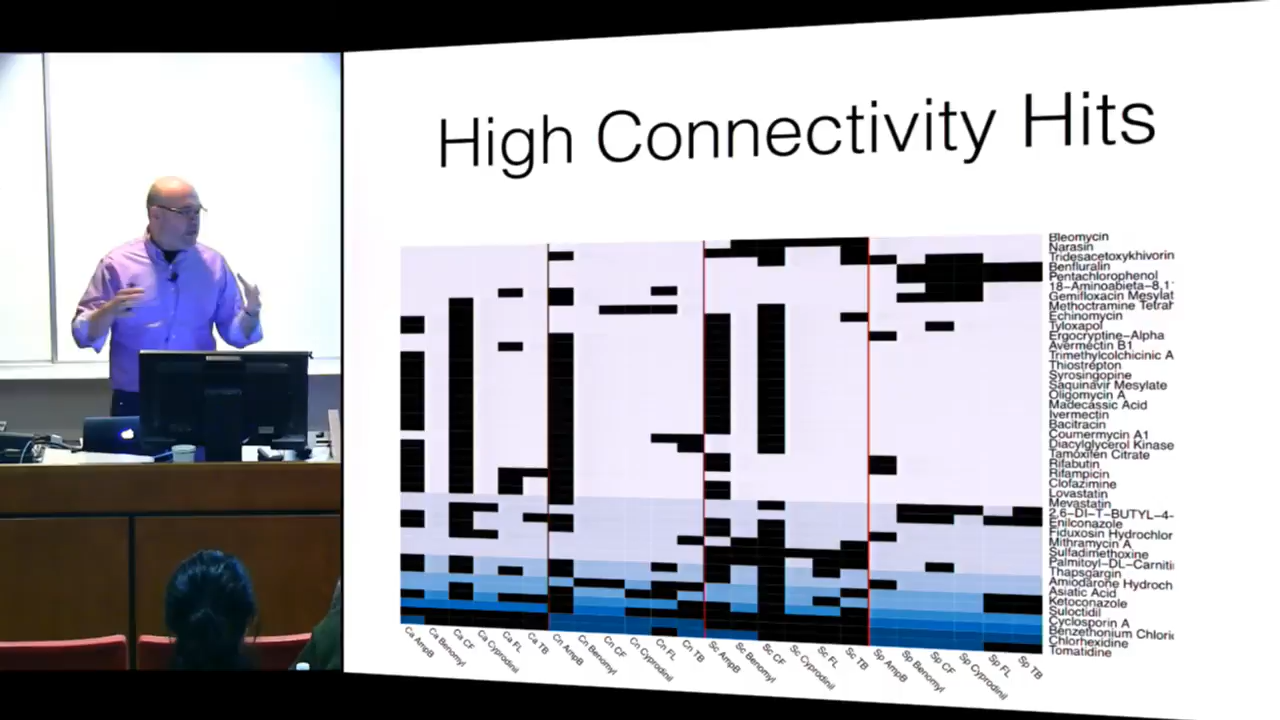 High Connectivity Hits
Bleomycin
Narasin
Tridesacetoxykhivorin
Benfluralin
Pentachlorophenol
18-Aminoabieta-8,1
Gemifloxacin Mesylat
Methoctramine Tetrah
Echinomycin
Tyloxapol
Ergocryptine-Alpha
Avermectin B1
Trimethylcolchicinic A
Thiostrepton
Syrosingopine
Saquinavir Mesylate
Oligomycin A
Madecassic Acid
Ivermectin
Bacitracin
Coumermycin A1
Diacylglycerol Kinase
Tamoxifen Citrate
Rifabutin
Rifampicin
Clofazimine
Lovastatin
Mevastatin
2,6-DI-T-BUTYL-4-
Enilconazole
Fiduxosin Hydrochlor
Mithramycin A
Sulfadimethoxine
Palmitoyl-DL-Carniti
Thapsgargin
Amiodarone Hydroch
Asiatic Acid
Ketoconazole
Suloctidil
Cyclosporin A
Benzethonium Chloric
Chlorhexidine
Tomatidine
Ca AmpB
Ca Benomyl
Ca CF
Ca Cyprodinil
Ca FL
Ca TB
Cn AmpB
Cn Benomyl
Cn CF
Cn Cyprodinil
Cn FL
Cn TB
Sc AmpB
Sc Benomyl
Sc CF
Sc Cyprodinil
Sc FL
Sc TB
Sp AmpB
Sp Benomyl
Sp CF
Sp Cyprodinil
Sp FL
Sp TB